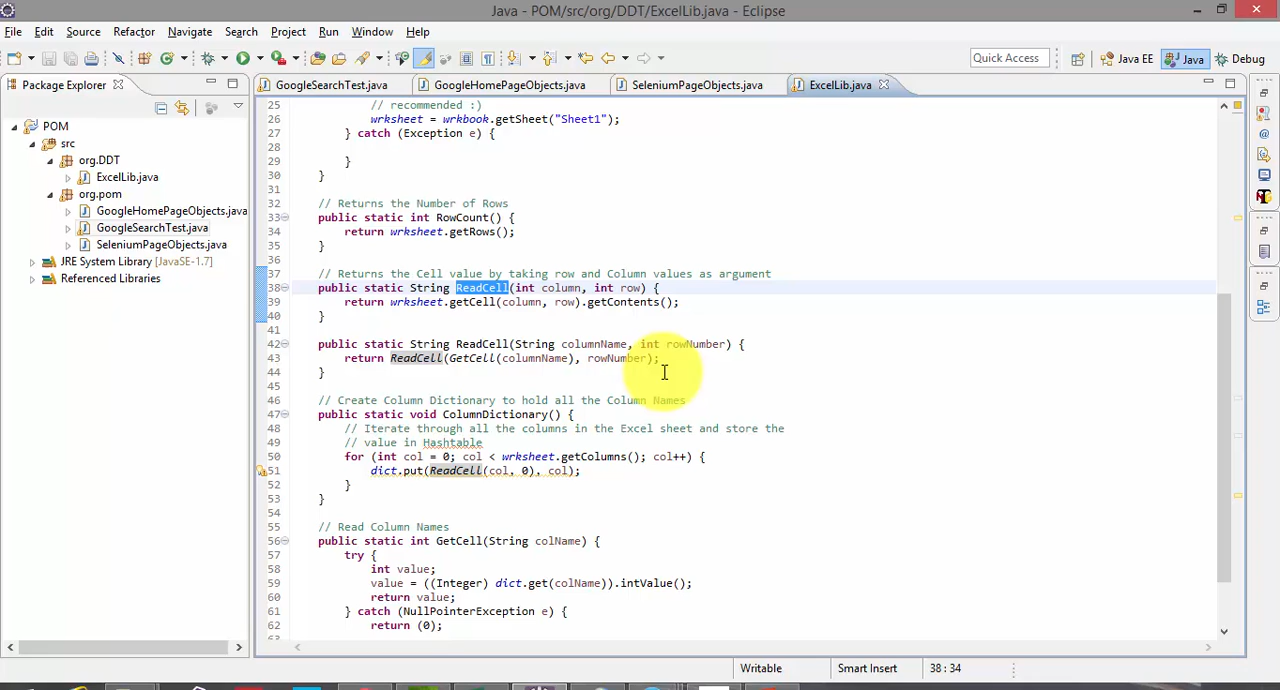 Java - POM/src/org/DDT/ExcelLib.java - Eclipse
File Edit Source Refactor Navigate Search Project Run Window Help
Quick Access Java EE Java Debug
Package Explorer GoogleSearchTest.java GoogleHomePageObjects.java SeleniumPageObjects.java ExcelLib.java
POM
src
org.DDT
ExcelLib.java
org.pom
GoogleHomePageObjects.java
GoogleSearchTest.java
SeleniumPageObjects.java
JRE System Library [JavaSE-1.7]
Referenced Libraries
25 // recommended :)
26 wrksheet = wrkbook.getSheet("Sheet1");
27 } catch (Exception e) {
28
29 }
30 }
31
32 // Returns the Number of Rows
33 public static int RowCount() {
34 return wrksheet.getRows();
35 }
36
37 // Returns the Cell value by taking row and Column values as argument
38 public static String ReadCell(int column, int row) {
39 return wrksheet.getCell(column, row).getContents();
40 }
41
42 public static String ReadCell(String columnName, int rowNumber) {
43 return ReadCell(GetCell(columnName), rowNumber);
44 }
45
46 // Create Column Dictionary to hold all the Column Names
47 public static void ColumnDictionary() {
48 // Iterate through all the columns in the Excel sheet and store the
49 // value in Hashtable
50 for (int col = 0; col < wrksheet.getColumns(); col++) {
51 dict.put(ReadCell(col, 0), col);
52 }
53 }
54
55 // Read Column Names
56 public static int GetCell(String colName) {
57 try {
58 int value;
59 value = ((Integer) dict.get(colName)).intValue();
60 return value;
61 } catch (NullPointerException e) {
62 return (0);
Writable Smart Insert 38 : 34